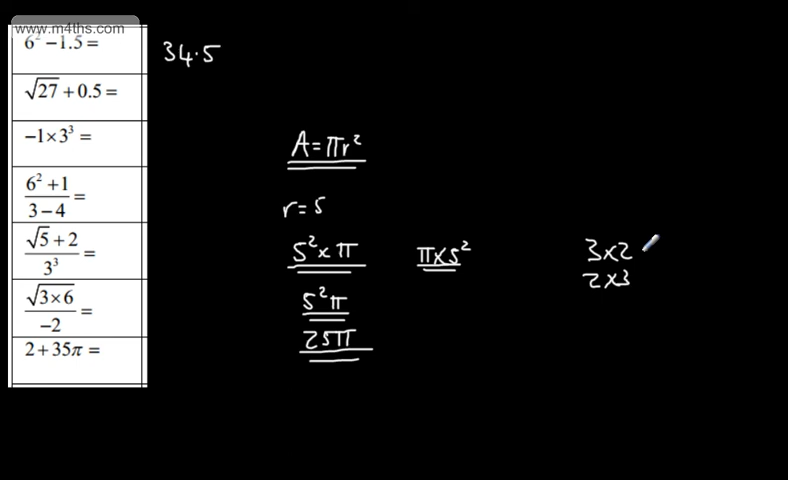 www.m4ths.com
6² −1.5 =
34.5
√27 + 0.5 =
−1×3³ =
6² +1
3−4
=
√5 + 2
3³
=
√3×6
−2
=
2+35π =
A=πr²
r=5
5²×π
π×5²
5²π
25π
3×2
2×3